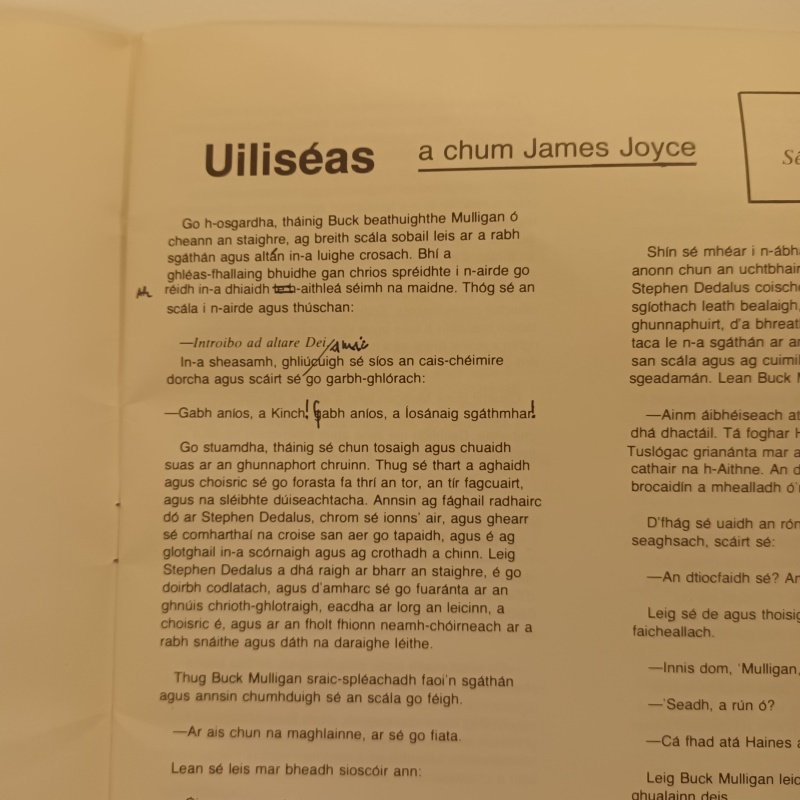 Uiliséas
a chum James Joyce
Go h-osgardha, tháinig Buck beathuighthe Mulligan ó
cheann an staighre, ag breith scála sobail leis ar a rabh
sgáthán agus altán in-a luighe crosach. Bhí a
ghléas-fhallaing bhuidhe gan chrios spréidhte i n-airde go
réidh in-a dhiaidh h-aithleá séimh na maidne. Thóg sé an
scála i n-airde agus thúschan:
—Introibo ad altare Dei
In-a sheasamh, ghliúcuigh sé síos an cais-chéimire
dorcha agus scáirt sé go garbh-ghlórach:
—Gabh aníos, a Kinch! Gabh aníos, a Íosánaig sgáthmhar!
Go stuamdha, tháinig sé chun tosaigh agus chuaidh
suas ar an ghunnaphort chruinn. Thug sé thart a aghaidh
agus choisric sé go forasta fa thrí an tor, an tír fagcuairt,
agus na sléibhte dúiseachtacha. Annsin ag fághail radhairc
dó ar Stephen Dedalus, chrom sé ionns' air, agus ghearr
sé comharthaí na croise san aer go tapaidh, agus é ag
glotghail in-a scórnaigh agus ag crothadh a chinn. Leig
Stephen Dedalus a dhá raigh ar bharr an staighre, é go
doirbh codlatach, agus d'amharc sé go fuaránta ar an
ghnúis chrioth-ghlotraigh, eacdha ar lorg an leicinn, a
choisric é, agus ar an fholt fhionn neamh-chóirneach ar a
rabh snáithe agus dáth na daraighe léithe.
Thug Buck Mulligan sraic-spléachadh faoi'n sgáthán
agus annsin chumhduigh sé an scála go féigh.
—Ar ais chun na maghlainne, ar sé go fiata.
Lean sé leis mar bheadh sioscóir ann:
Shín sé mhéar i n-ábh
anonn chun an uchtbhair
Stephen Dedalus coisch
sgíothach leath bealaigh,
ghunnaphuirt, d'a bhreat
taca le n-a sgáthán ar a
san scála agus ag cuimil
sgeadamán. Lean Buck
—Ainm áibhéiseach at
dhá dhactáil. Tá foghar
Tuslógac grianánta mar a
cathair na h-Aithne. An d
brocaidín a mhealladh ó'
D'fhág sé uaidh an rón
seaghsach, scáirt sé:
—An dtiocfaidh sé? An
Leig sé de agus thoisig
faicheallach.
—Innis dom, 'Mulligan,
—'Seadh, a rún ó?
—Cá fhad atá Haines a
Leig Buck Mulligan leic
ghualainn deis.